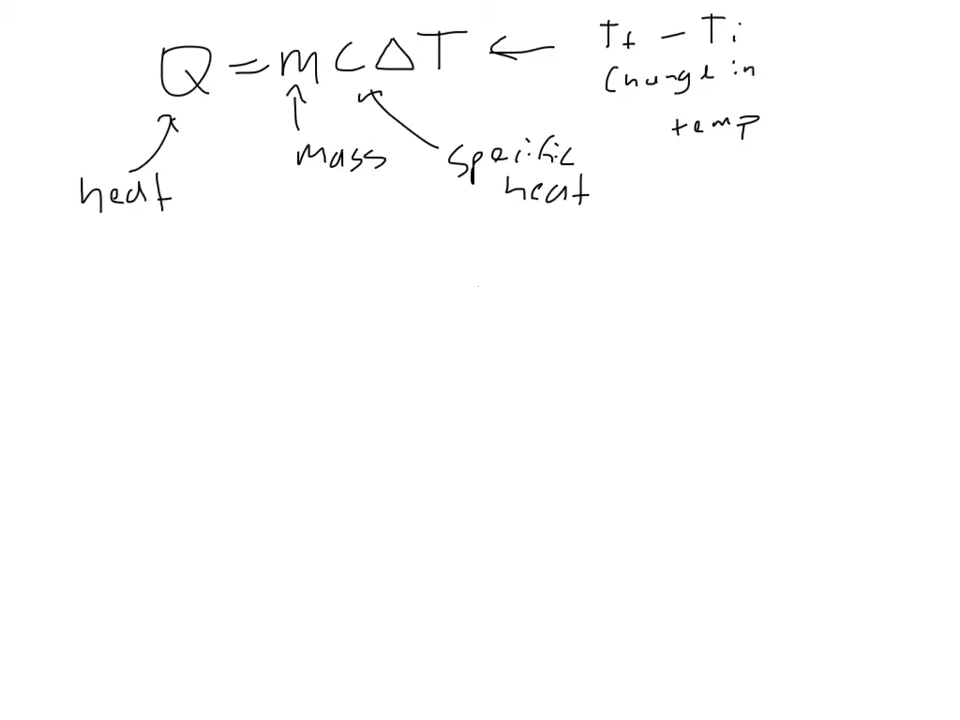 Q = mCΔT ← Tf - Ti
Change in
temp
mass
specific
heat
heat